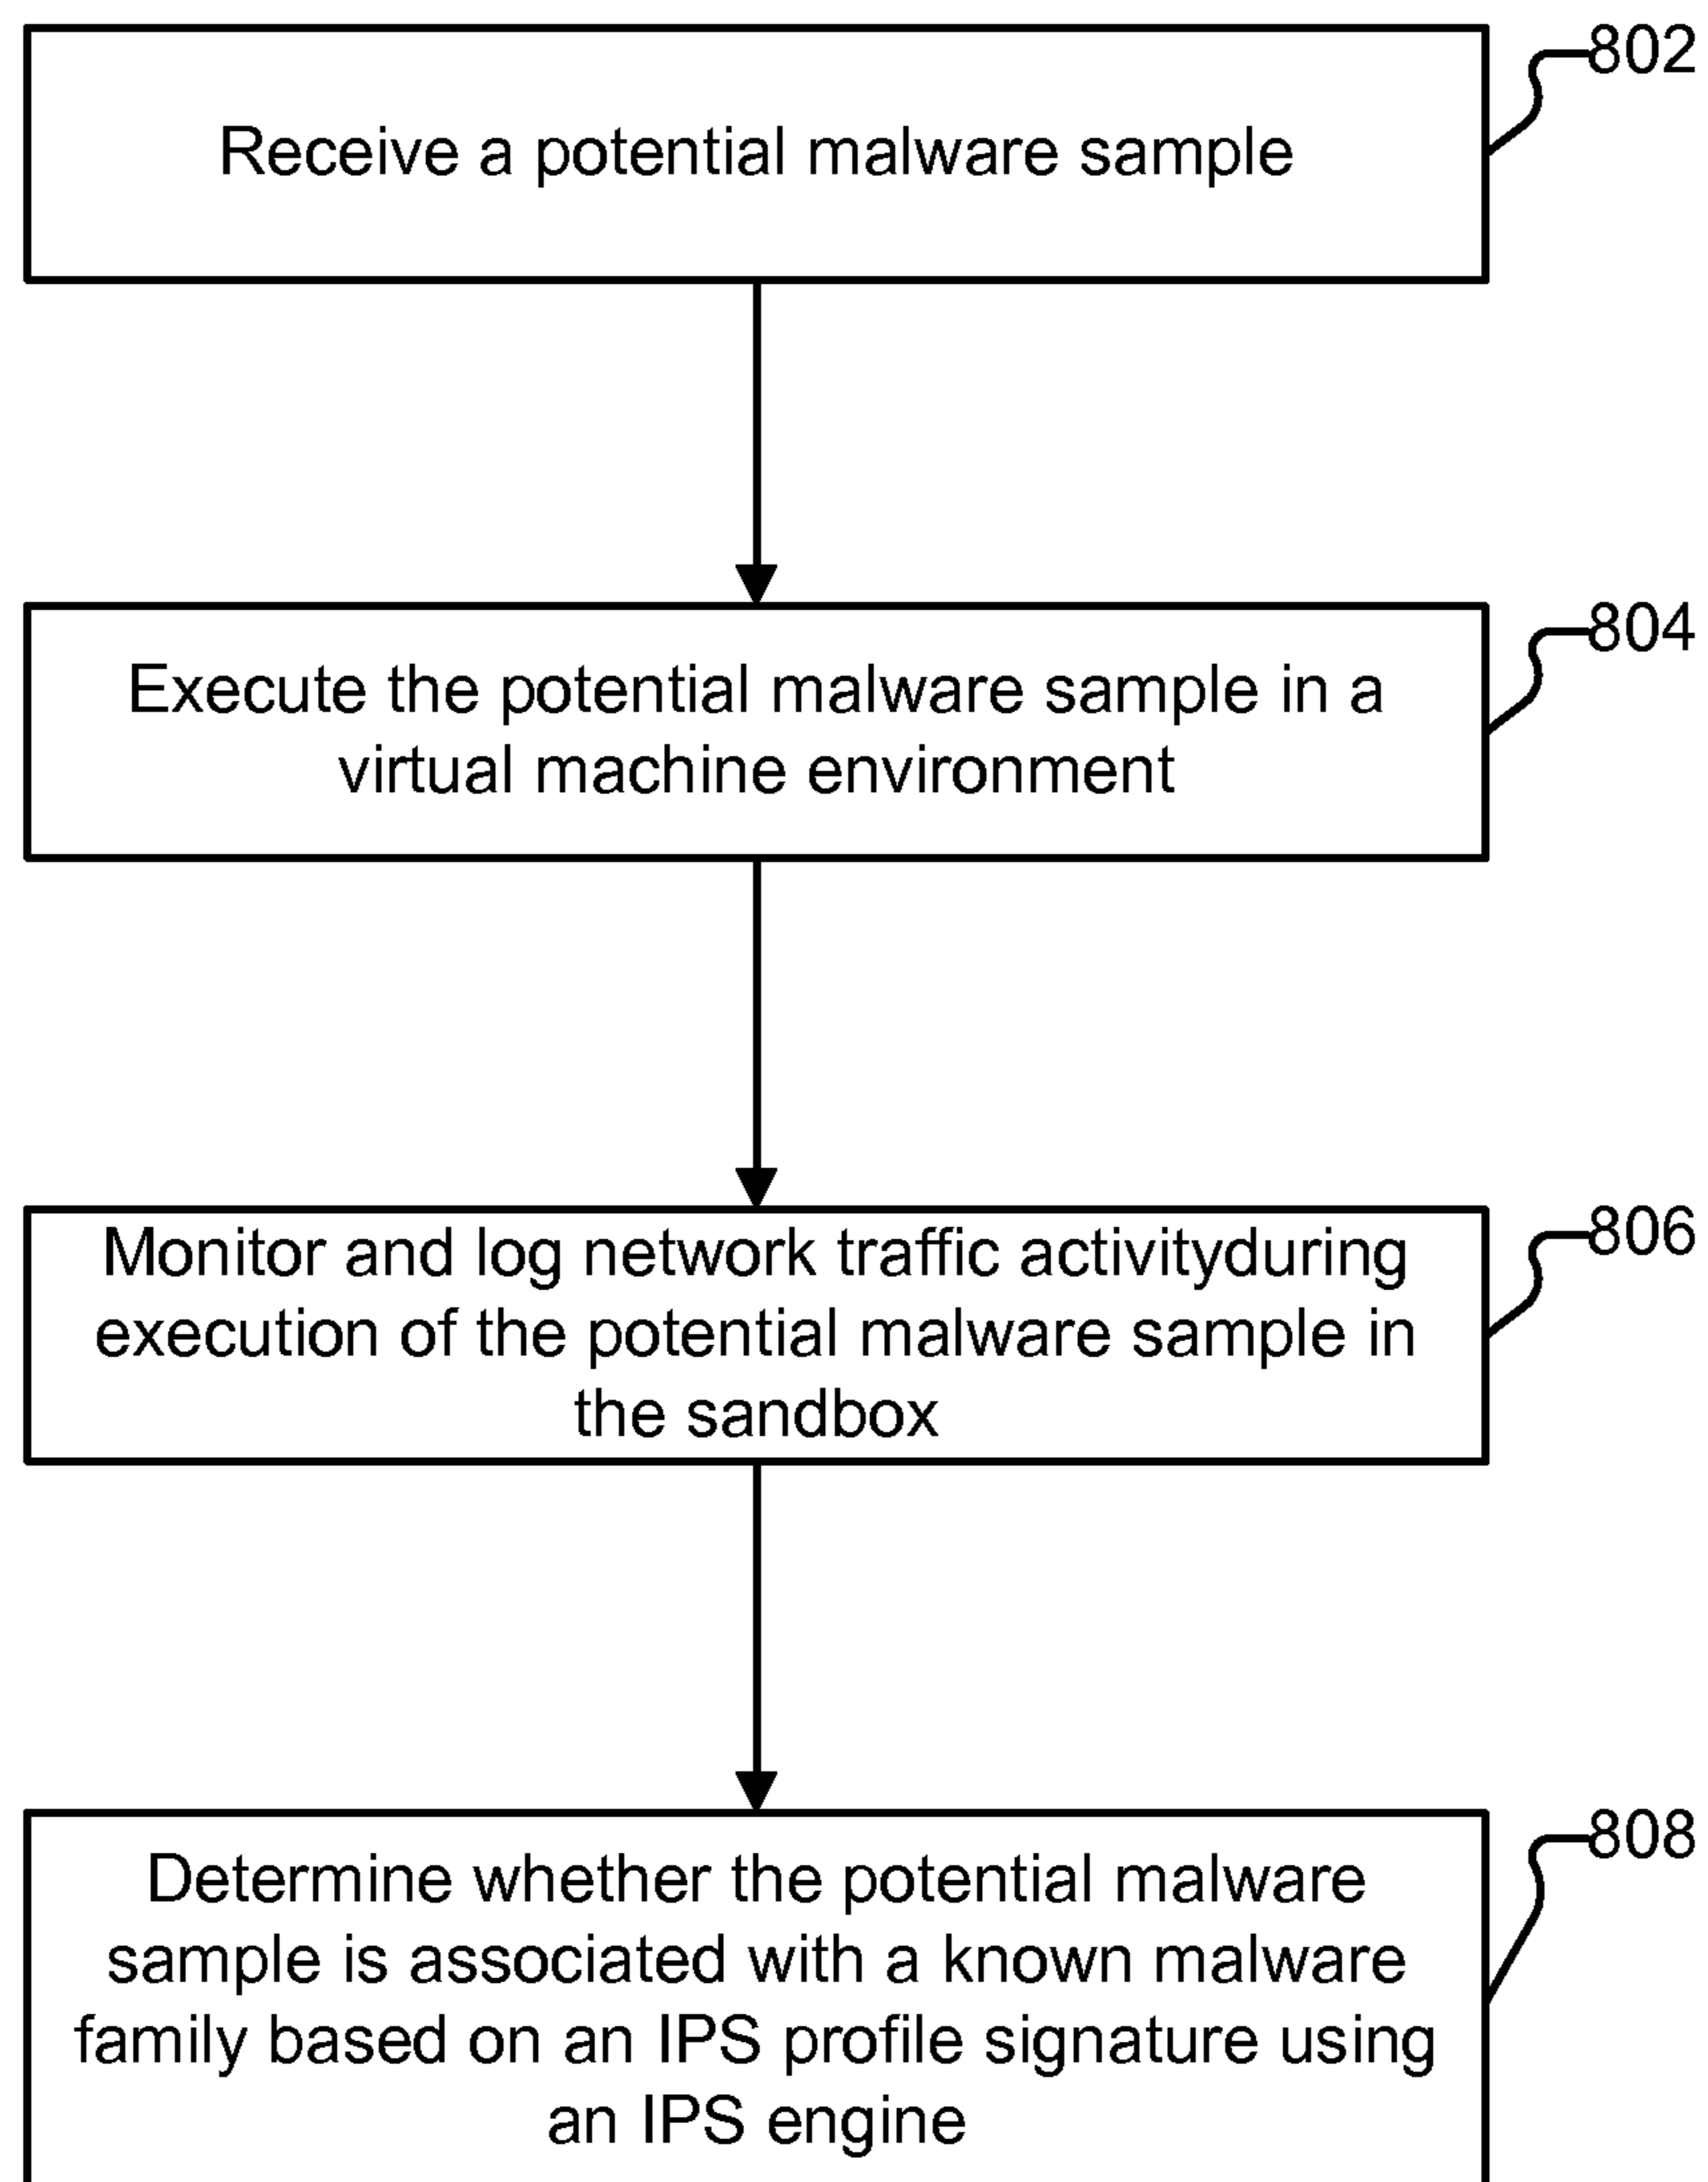 802
Receive a potential malware sample
804
Execute the potential malware sample in a
virtual machine environment
806
Monitor and log network traffic activityduring
execution of the potential malware sample in
the sandbox
808
Determine whether the potential malware
sample is associated with a known malware
family based on an IPS profile signature using
an IPS engine